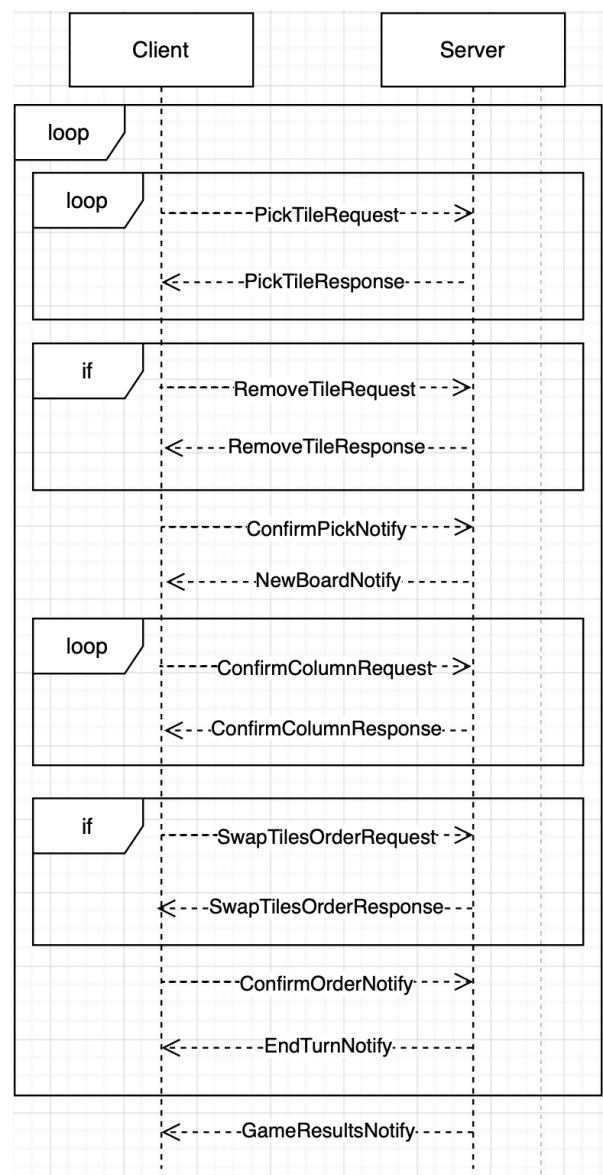 Client
Server
loop
loop
PickTileRequest
PickTileResponse
if
RemoveTileRequest
RemoveTileResponse
ConfirmPickNotify
NewBoardNotify
loop
ConfirmColumnRequest
ConfirmColumnResponse
if
SwapTilesOrderRequest
SwapTilesOrderResponse
ConfirmOrderNotify
EndTurnNotify
GameResultsNotify